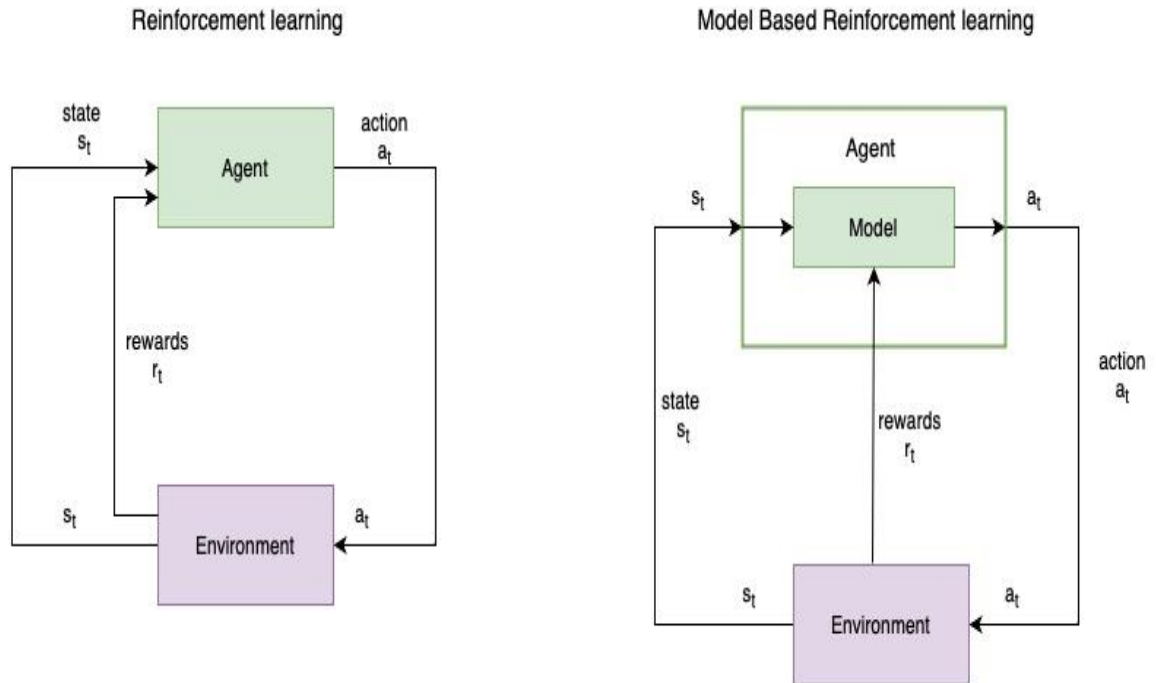 Reinforcement learning
state
s_t
action
a_t
Agent
rewards
r_t
s_t
a_t
Environment
Model Based Reinforcement learning
Agent
s_t
a_t
Model
action
a_t
state
s_t
rewards
r_t
s_t
a_t
Environment